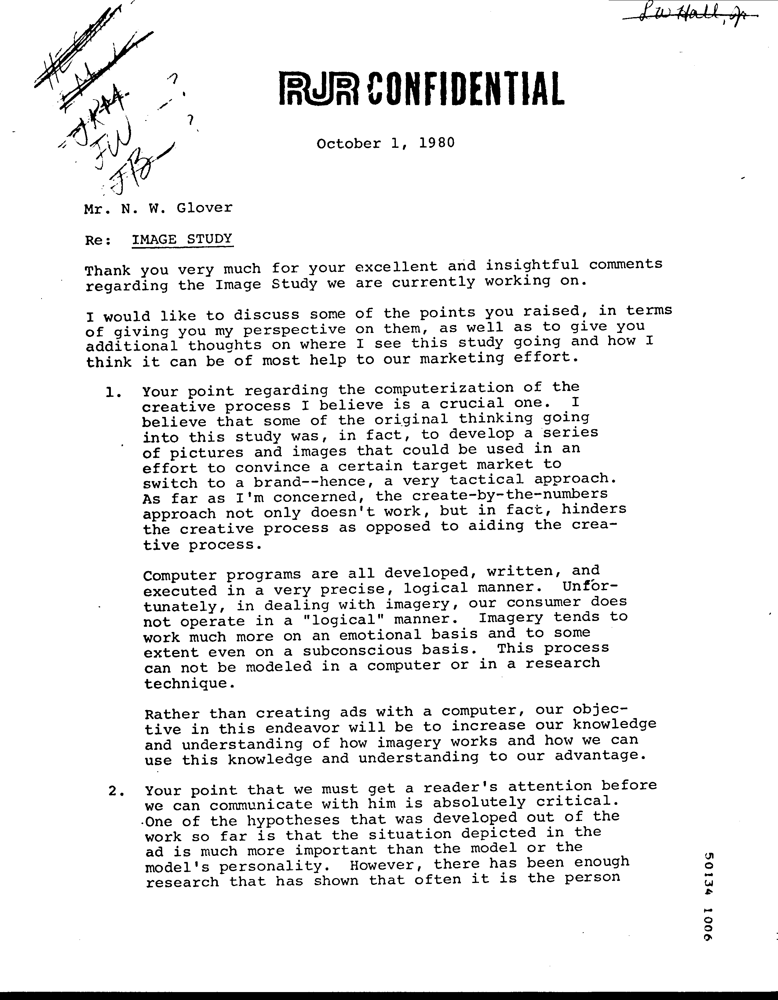 L W Hall, Jr
RJR CONFIDENTIAL
October 1, 1980
JRM.
FW
JB
?
?
?
Mr. N. W. Glover
Re: IMAGE STUDY
Thank you very much for your excellent and insightful comments
regarding the Image Study we are currently working on.
I would like to discuss some of the points you raised, in terms
of giving you my perspective on them, as well as to give you
additional thoughts on where I see this study going and how I
think it can be of most help to our marketing effort.
1. Your point regarding the computerization of the
creative process I believe is a crucial one. I
believe that some of the original thinking going
into this study was, in fact, to develop a series
of pictures and images that could be used in an
effort to convince a certain target market to
switch to a brand--hence, a very tactical approach.
As far as I'm concerned, the create-by-the-numbers
approach not only doesn't work, but in fact, hinders
the creative process as opposed to aiding the crea-
tive process.
Computer programs are all developed, written, and
executed in a very precise, logical manner. Unfor-
tunately, in dealing with imagery, our consumer does
not operate in a "logical" manner. Imagery tends to
work much more on an emotional basis and to some
extent even on a subconscious basis. This process
can not be modeled in a computer or in a research
technique.
Rather than creating ads with a computer, our objec-
tive in this endeavor will be to increase our knowledge
and understanding of how imagery works and how we can
use this knowledge and understanding to our advantage.
2. Your point that we must get a reader's attention before
we can communicate with him is absolutely critical.
One of the hypotheses that was developed out of the
work so far is that the situation depicted in the
ad is much more important than the model or the
model's personality. However, there has been enough
research that has shown that often it is the person
50134 1006